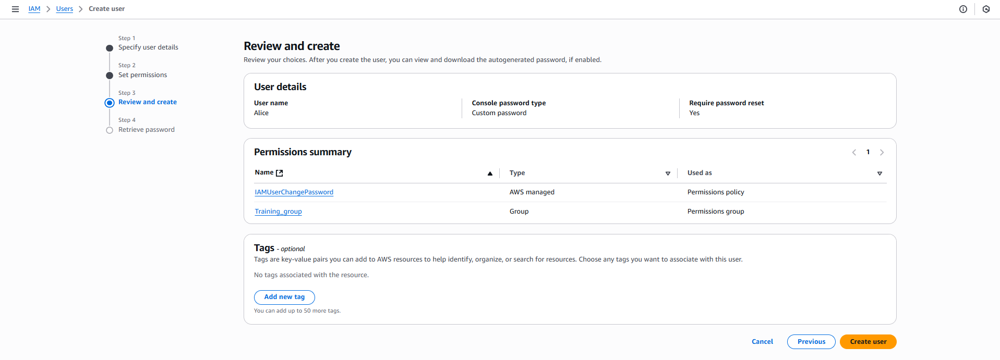 IAM > Users > Create user
Step 1
Specify user details
Step 2
Set permissions
Step 3
Review and create
Step 4
Retrieve password
Review and create
Review your choices. After you create the user, you can view and download the autogenerated password, if enabled.
User details
User name
Alice
Console password type
Custom password
Require password reset
Yes
Permissions summary
1
Name Type Used as
IAMUserChangePassword AWS managed Permissions policy
Training_group Group Permissions group
Tags - optional
Tags are key-value pairs you can add to AWS resources to help identify, organize, or search for resources. Choose any tags you want to associate with this user.
No tags associated with the resource.
Add new tag
You can add up to 50 more tags.
Cancel Previous Create user